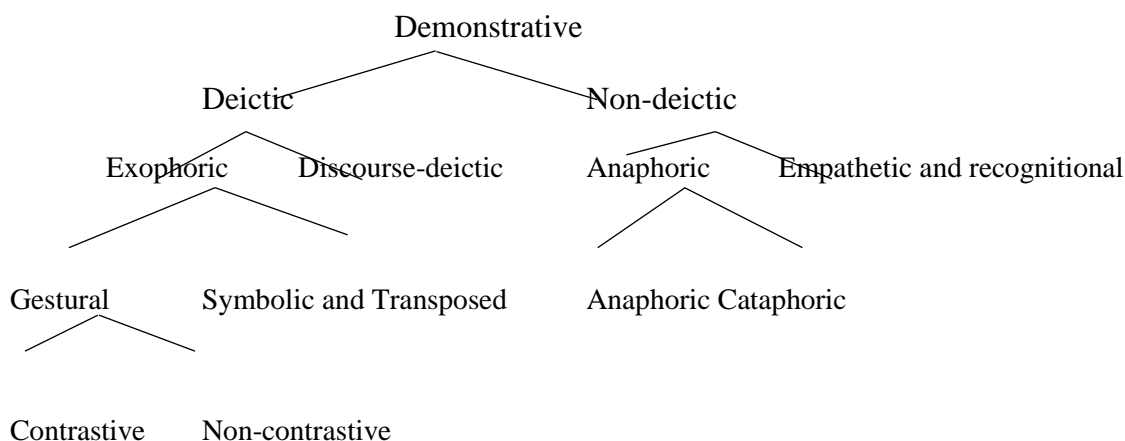 Demonstrative
Deictic Non-deictic
Exophoric Discourse-deictic Anaphoric Empathetic and recognitional
Gestural Symbolic and Transposed Anaphoric Cataphoric
Contrastive Non-contrastive